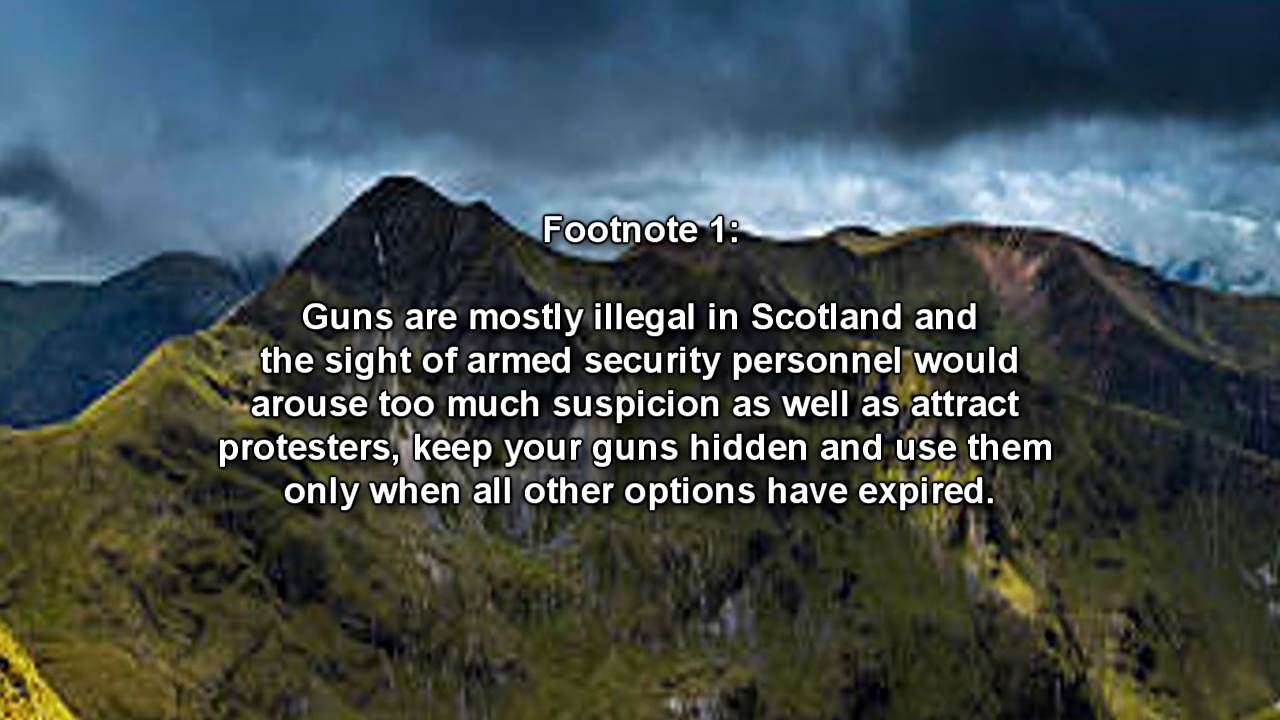 Footnote 1:
Guns are mostly illegal in Scotland and
the sight of armed security personnel would
arouse too much suspicion as well as attract
protesters, keep your guns hidden and use them
only when all other options have expired.